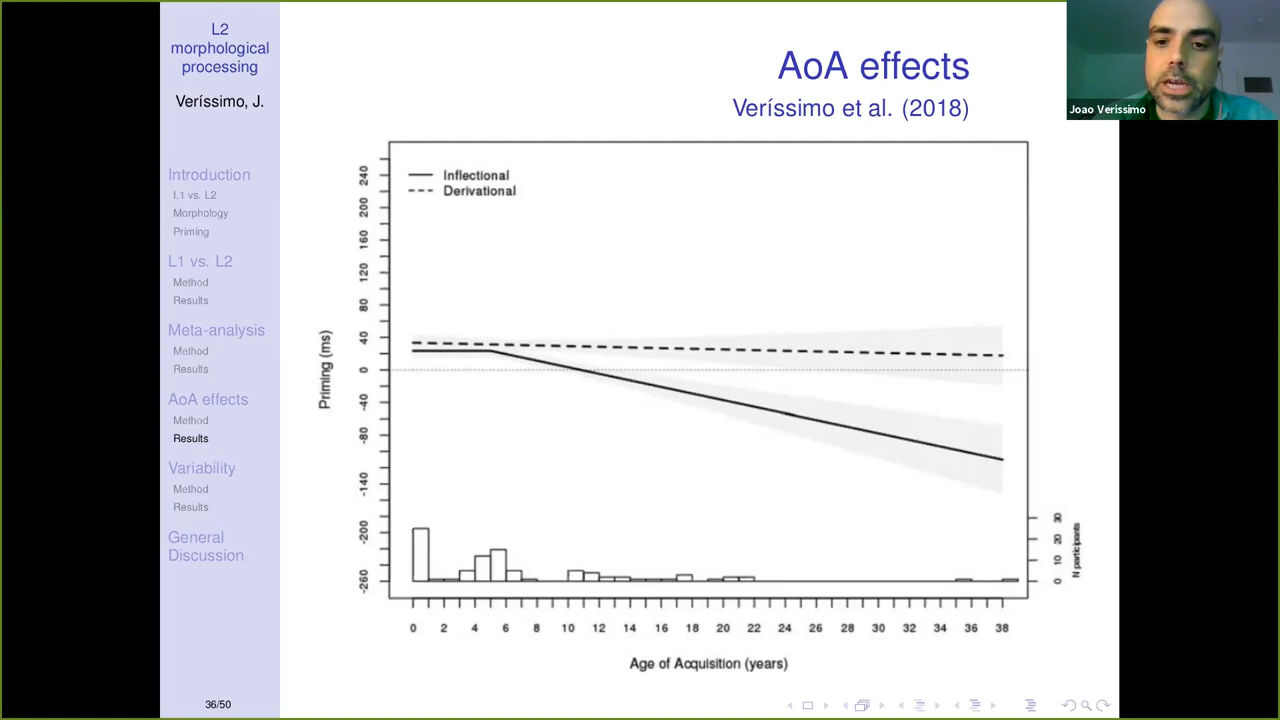 L2
morphological
processing
Veríssimo, J.
Introduction
L1 vs. L2
Morphology
Priming
L1 vs. L2
Method
Results
Meta-analysis
Method
Results
AoA effects
Method
Results
Variability
Method
Results
General
Discussion
36/50
AoA effects
Veríssimo et al. (2018)
Joao Verissimo
Inflectional
Derivational
Priming (ms)
240
200
160
120
80
40
0
-40
-80
-140
-200
-260
30
20
10
0
N participants
0 2 4 6 8 10 12 14 16 18 20 22 24 26 28 30 32 34 36 38
Age of Acquisition (years)